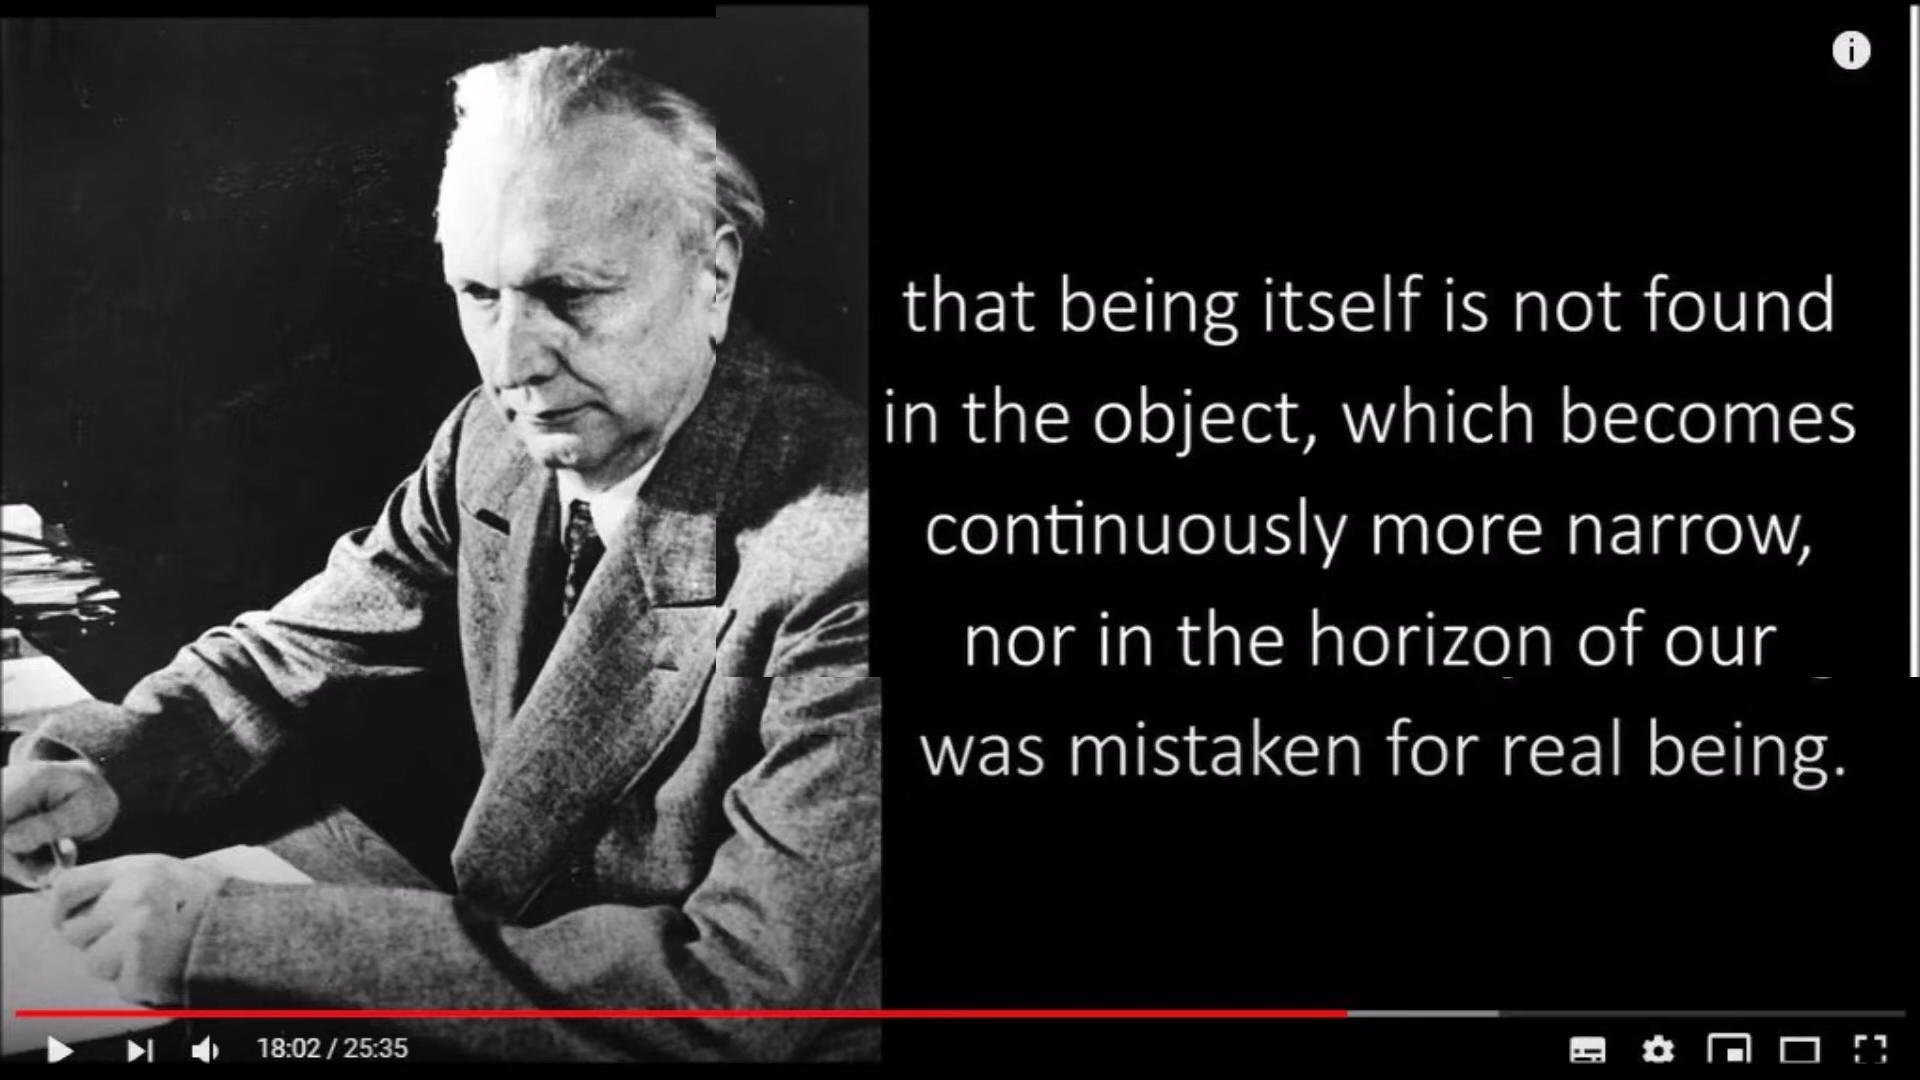 that being itself is not found
in the object, which becomes
continuously more narrow,
nor in the horizon of our
was mistaken for real being.
18:02 / 25:35